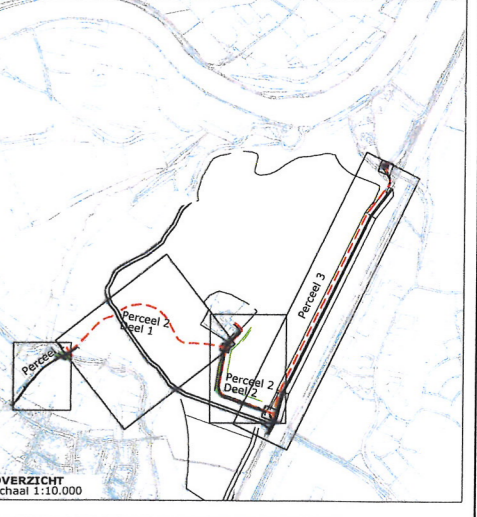 Perceel 3
Perceel 2
Deel 1
Perceel
Perceel 2
Deel 2
OVERZICHT
chaal 1:10.000